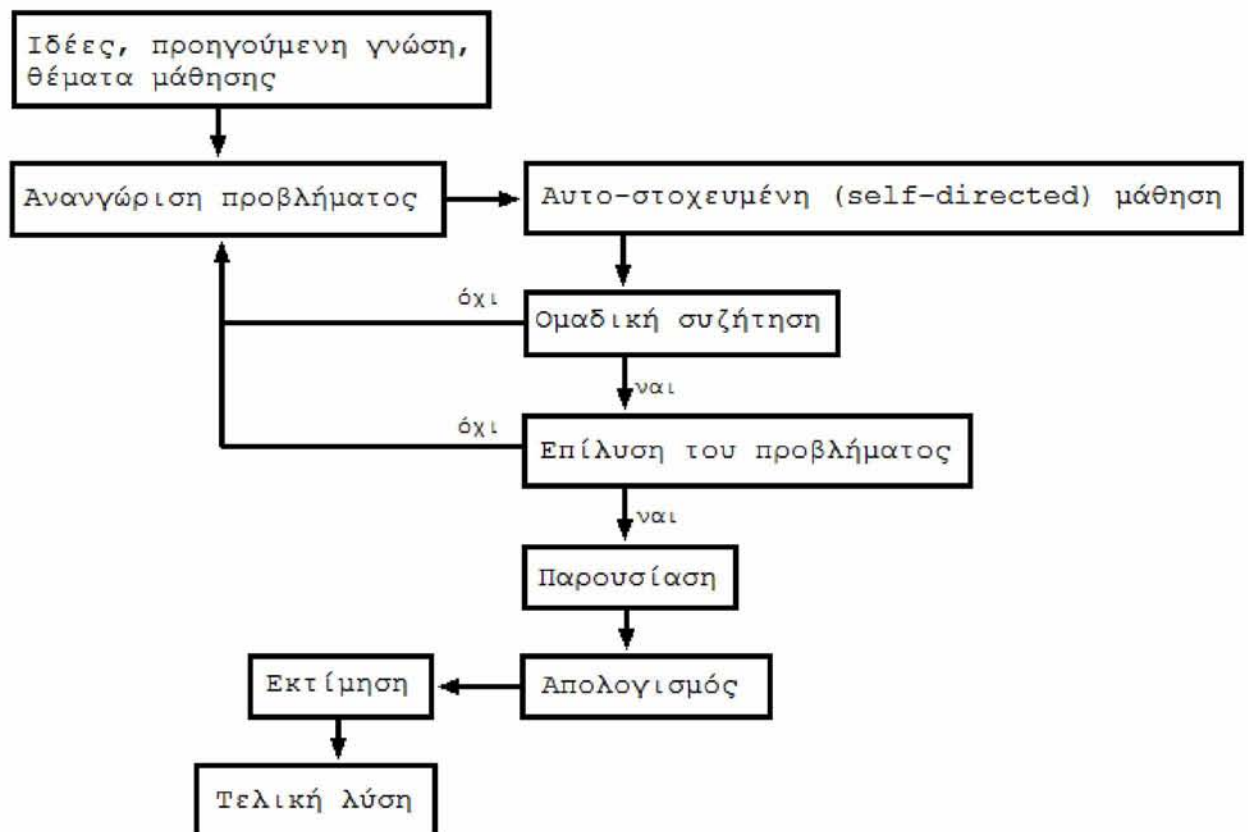 Ιδέες, προηγούμενη γνώση,
θέματα μάθησης
Ανανγώριση προβλήματος
Αυτο-στοχευμένη (self-directed) μάθηση
όχι
Ομαδική συζήτηση
ναι
όχι
Επίλυση του προβλήματος
ναι
Παρουσίαση
Εκτίμηση
Απολογισμός
Τελική λύση